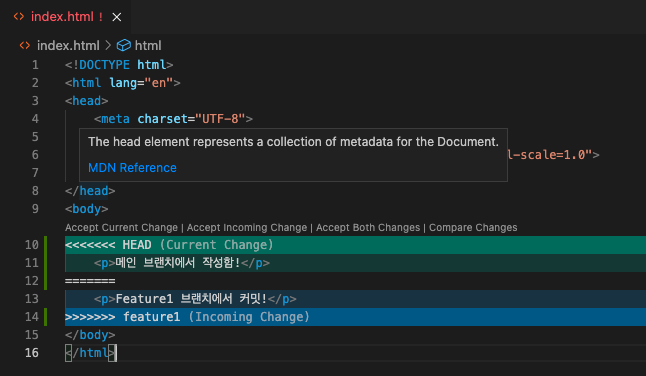 index.html !
index.html > html
1 <!DOCTYPE html>
2 <html lang="en">
3 <head>
4 <meta charset="UTF-8">
5
The head element represents a collection of metadata for the Document.
6 l-scale=1.0">
MDN Reference
7
8 </head>
9 <body>
Accept Current Change | Accept Incoming Change | Accept Both Changes | Compare Changes
10 <<<<<<< HEAD (Current Change)
11 <p>메인 브랜치에서 작성함!</p>
12 =======
13 <p>Feature1 브랜치에서 커밋!</p>
14 >>>>>>> feature1 (Incoming Change)
15 </body>
16 </html>